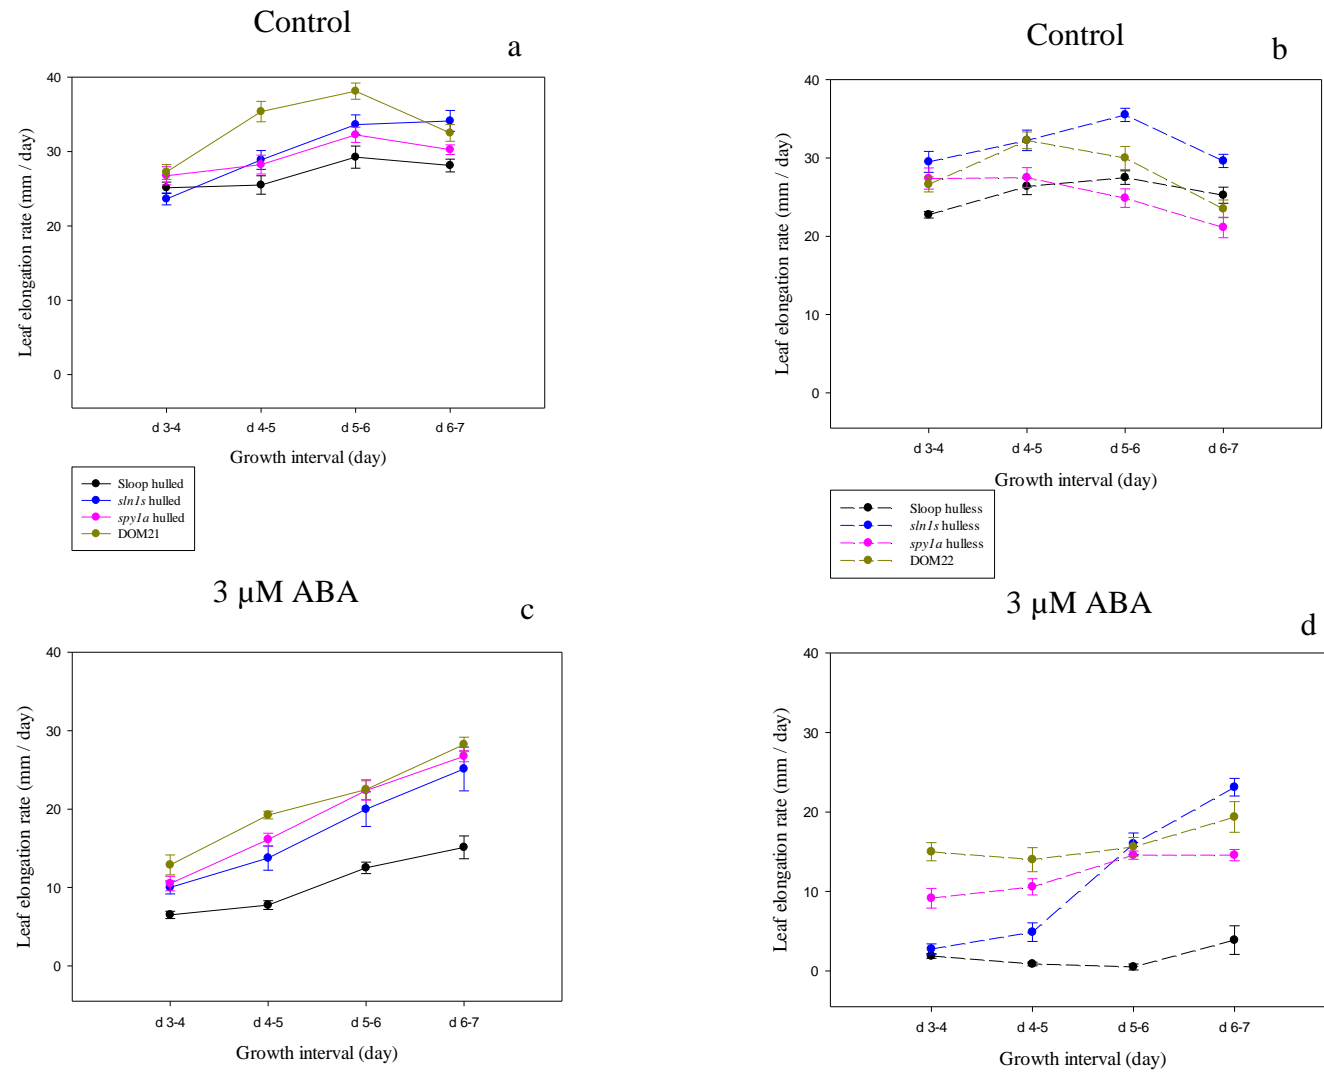 Control
a
40
30
20
10
0
Leaf elongation rate (mm / day)
d 3-4 d 4-5 d 5-6 d 6-7
Growth interval (day)
Sloop hulled
sln1s hulled
spy1a hulled
DOM21
Control
b
40
30
20
10
0
Leaf elongation rate (mm / day)
d 3-4 d 4-5 d 5-6 d 6-7
Growth interval (day)
Sloop hulless
sln1s hulless
spy1a hulless
DOM22
3 µM ABA
c
40
30
20
10
0
Leaf elongation rate (mm / day)
d 3-4 d 4-5 d 5-6 d 6-7
Growth interval (day)
3 µM ABA
d
40
30
20
10
0
Leaf elongation rate (mm / day)
d 3-4 d 4-5 d 5-6 d 6-7
Growth interval (day)